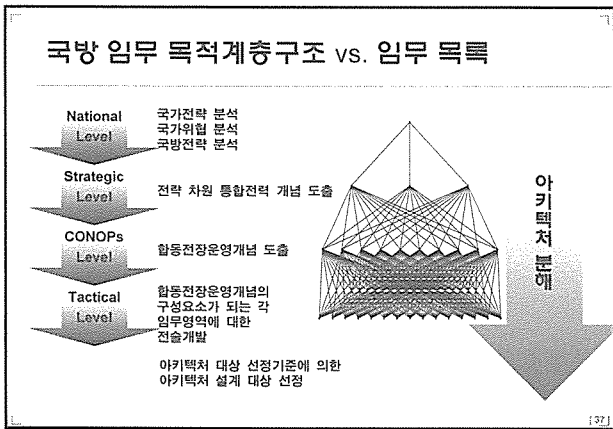 국방 임무 목적계층구조 vs. 임무 목록
National
Level
국가전략 분석
국가위협 분석
국방전략 분석
Strategic
Level
전략 차원 통합전력 개념 도출
CONOPs
Level
합동전장운영개념 도출
Tactical
Level
합동전장운영개념의
구성요소가 되는 각
임무영역에 대한
전술개발
아키텍처 대상 선정기준에 의한
아키텍처 설계 대상 선정
아키텍처 분해
[37]